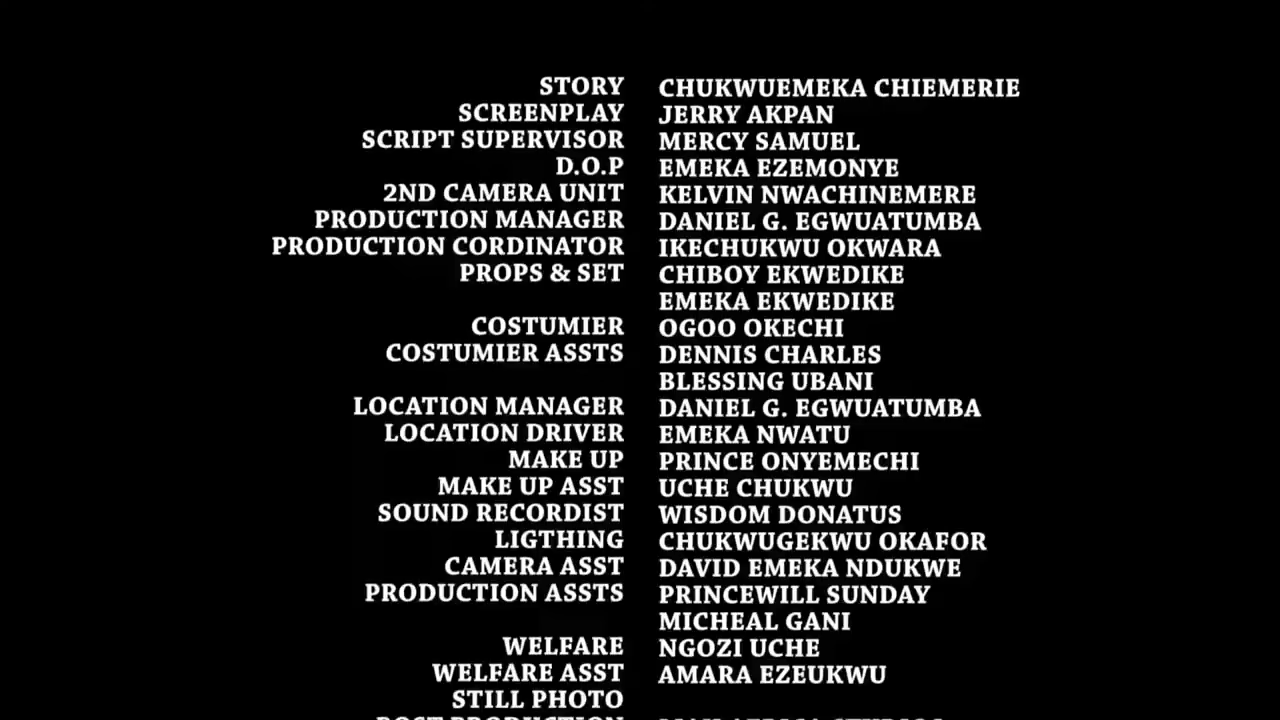 STORY CHUKWUEMEKA CHIEMERIE
SCREENPLAY JERRY AKPAN
SCRIPT SUPERVISOR MERCY SAMUEL
D.O.P EMEKA EZEMONYE
2ND CAMERA UNIT KELVIN NWACHINEMERE
PRODUCTION MANAGER DANIEL G. EGWUATUMBA
PRODUCTION CORDINATOR IKECHUKWU OKWARA
PROPS & SET CHIBOY EKWEDIKE
EMEKA EKWEDIKE
COSTUMIER OGOO OKECHI
COSTUMIER ASSTS DENNIS CHARLES
BLESSING UBANI
LOCATION MANAGER DANIEL G. EGWUATUMBA
LOCATION DRIVER EMEKA NWATU
MAKE UP PRINCE ONYEMECHI
MAKE UP ASST UCHE CHUKWU
SOUND RECORDIST WISDOM DONATUS
LIGTHING CHUKWUGEKWU OKAFOR
CAMERA ASST DAVID EMEKA NDUKWE
PRODUCTION ASSTS PRINCEWILL SUNDAY
MICHEAL GANI
WELFARE NGOZI UCHE
WELFARE ASST AMARA EZEUKWU
STILL PHOTO
POST PRODUCTION